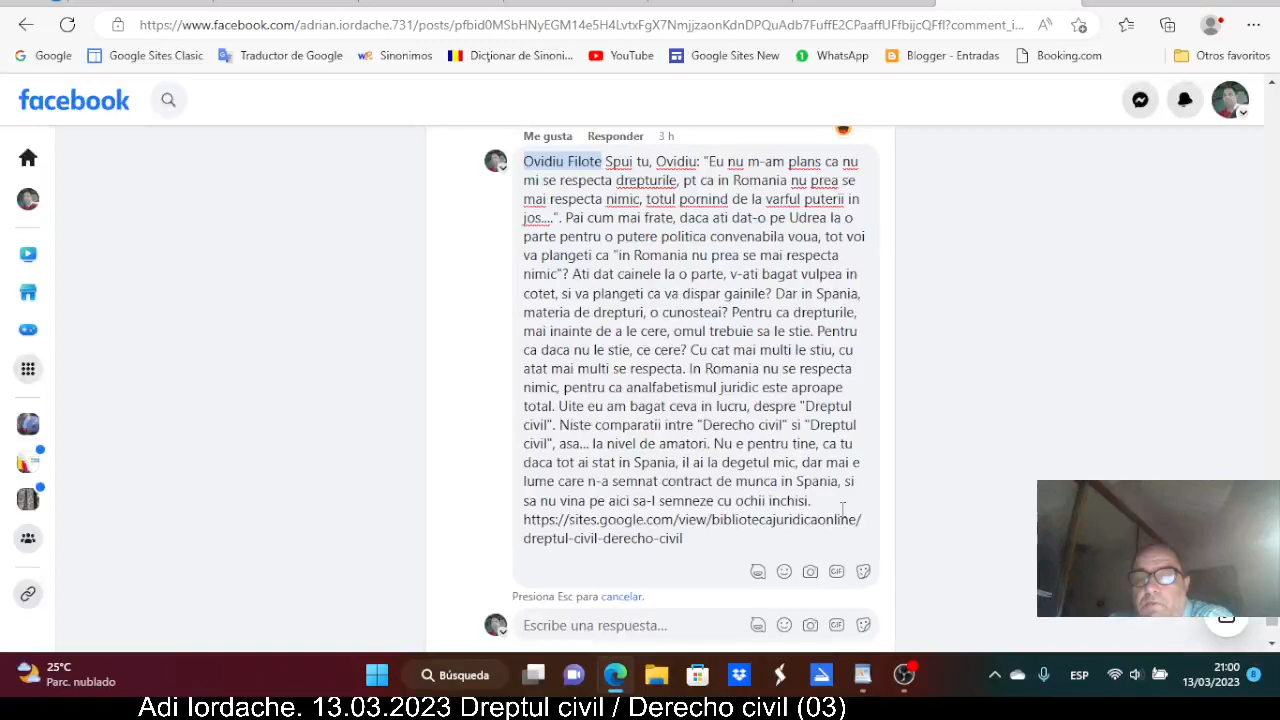 https://www.facebook.com/adrian.iordache.731/posts/pfbid0MSbHNyEGM14e5H4LvtxFgX7NmjjzaonKdnDPQuAdb7FuffE2CPaaffUFfbijcQFfl?comment_i...
Google Google Sites Clasic Traductor de Google Sinonimos Dicționar de Sinoni... YouTube Google Sites New WhatsApp Blogger - Entradas Booking.com Otros favoritos
facebook
Me gusta Responder 3 h
Ovidiu Filote Spui tu, Ovidiu: "Eu nu m-am plans ca nu
mi se respecta drepturile, pt ca in Romania nu prea se
mai respecta nimic, totul pornind de la varful puterii in
jos....". Pai cum mai frate, daca ati dat-o pe Udrea la o
parte pentru o putere politica convenabila voua, tot voi
va plangeti ca "in Romania nu prea se mai respecta
nimic"? Ati dat cainele la o parte, v-ati bagat vulpea in
cotet, si va plangeti ca va dispar gainile? Dar in Spania,
materia de drepturi, o cunosteai? Pentru ca drepturile,
mai inainte de a le cere, omul trebuie sa le stie. Pentru
ca daca nu le stie, ce cere? Cu cat mai multi le stiu, cu
atat mai multi se respecta. In Romania nu se respecta
nimic, pentru ca analfabetismul juridic este aproape
total. Uite eu am bagat ceva in lucru, despre "Dreptul
civil". Niste comparatii intre "Derecho civil" si "Dreptul
civil", asa... la nivel de amatori. Nu e pentru tine, ca tu
daca tot ai stat in Spania, il ai la degetul mic, dar mai e
lume care n-a semnat contract de munca in Spania, si
sa nu vina pe aici sa-l semneze cu ochii inchisi.
https://sites.google.com/view/bibliotecajuridicaonline/
dreptul-civil-derecho-civil
Presiona Esc para cancelar.
Escribe una respuesta...
25°C
Parc. nublado
Búsqueda
ESP
21:00
13/03/2023
Adi Iordache. 13.03.2023 Dreptul civil / Derecho civil (03)